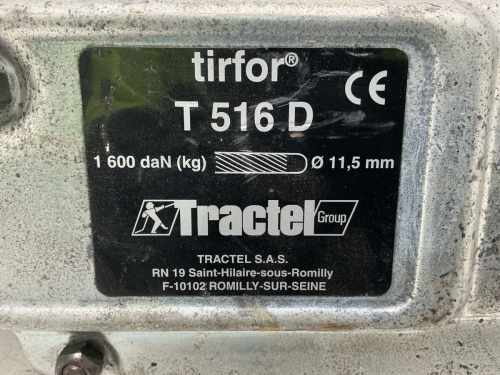 tirfor®
CE
T 516 D
1 600 daN (kg) Ø 11,5 mm
Tractel Group
TRACTEL S.A.S.
RN 19 Saint-Hilaire-sous-Romilly
F-10102 ROMILLY-SUR-SEINE